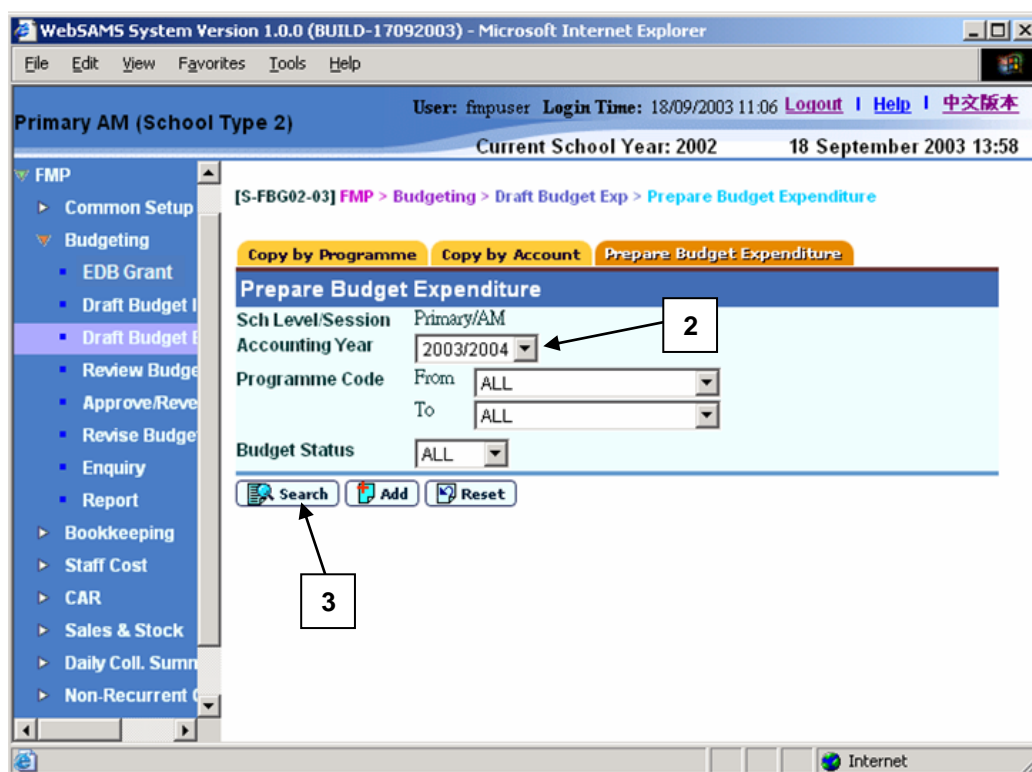 WebSAMS System Version 1.0.0 (BUILD-17092003) - Microsoft Internet Explorer
File Edit View Favorites Tools Help
User: fmpuser Login Time: 18/09/2003 11:06 Logout | Help | 中文版本
Primary AM (School Type 2)
Current School Year: 2002 18 September 2003 13:58
FMP
Common Setup
Budgeting
EDB Grant
Draft Budget I
Draft Budget E
Review Budge
Approve/Reve
Revise Budge
Enquiry
Report
Bookkeeping
Staff Cost
CAR
Sales & Stock
Daily Coll. Summ
Non-Recurrent
[S-FBG02-03] FMP > Budgeting > Draft Budget Exp > Prepare Budget Expenditure
Copy by Programme Copy by Account Prepare Budget Expenditure
Prepare Budget Expenditure
Sch Level/Session Primary/AM
Accounting Year 2003/2004
2
Programme Code From ALL
To ALL
Budget Status ALL
Search Add Reset
3
Internet